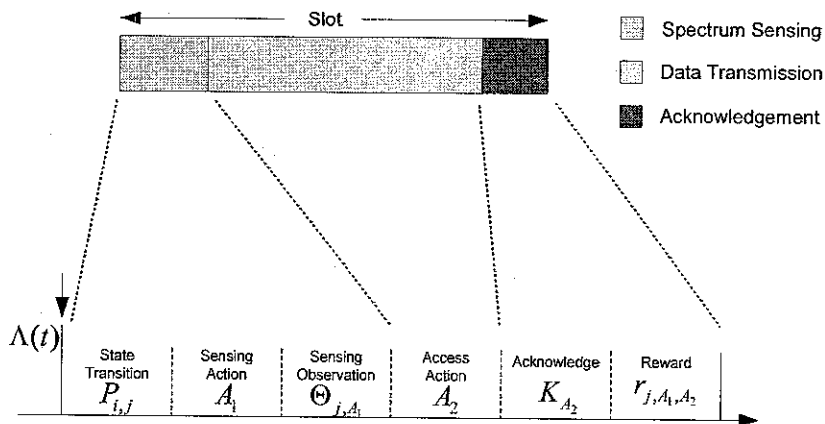 Slot
Spectrum Sensing
Data Transmission
Acknowledgement
Λ(t)
State Transition P_{i,j}
Sensing Action A_1
Sensing Observation Θ_{j,A_1}
Access Action A_2
Acknowledge K_{A_2}
Reward r_{j,A_1,A_2}